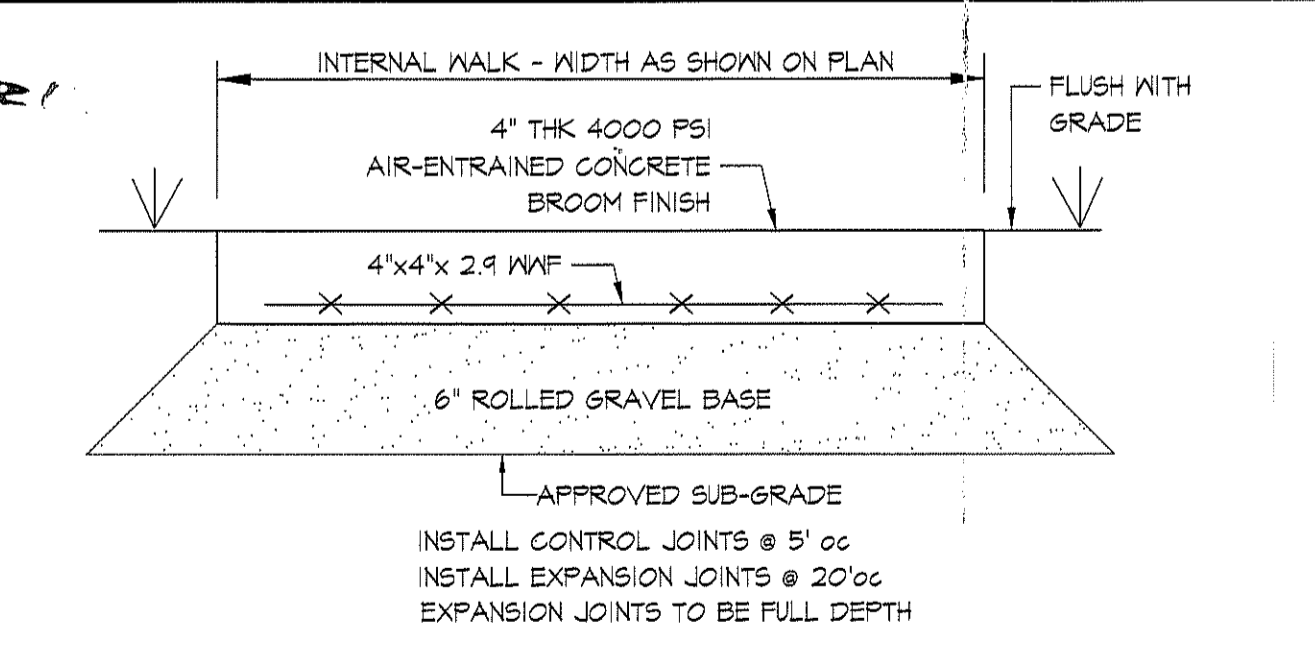 INTERNAL WALK - WIDTH AS SHOWN ON PLAN
FLUSH WITH
GRADE
4" THK 4000 PSI
AIR-ENTRAINED CONCRETE
BROOM FINISH
4"x4"x 2.9 WWF
6" ROLLED GRAVEL BASE
APPROVED SUB-GRADE
INSTALL CONTROL JOINTS @ 5' oc
INSTALL EXPANSION JOINTS @ 20'oc
EXPANSION JOINTS TO BE FULL DEPTH